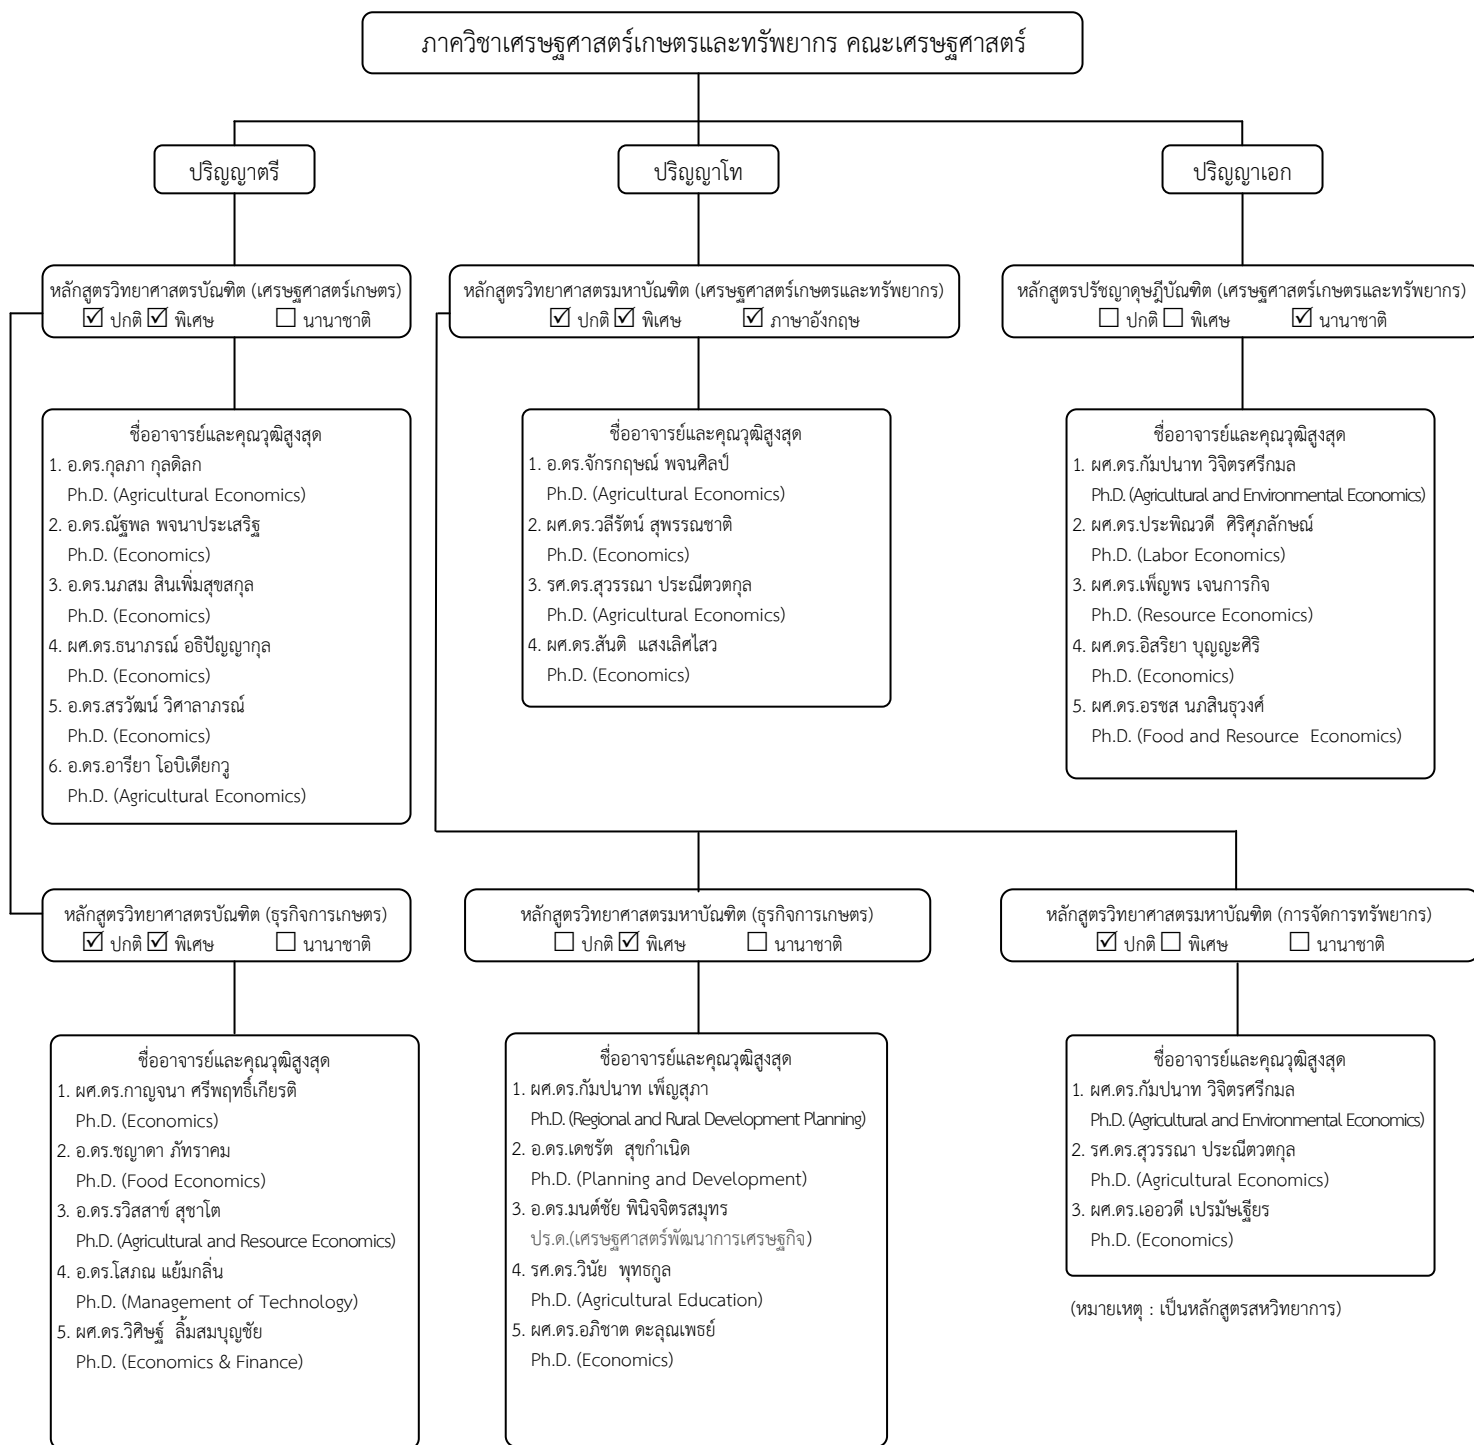 ภาควิชาเศรษฐศาสตร์เกษตรและทรัพยากร คณะเศรษฐศาสตร์
ปริญญาตรี
ปริญญาโท
ปริญญาเอก
หลักสูตรวิทยาศาสตรบัณฑิต (เศรษฐศาสตร์เกษตร)
☑ ปกติ ☑ พิเศษ ☐ นานาชาติ
หลักสูตรวิทยาศาสตรมหาบัณฑิต (เศรษฐศาสตร์เกษตรและทรัพยากร)
☑ ปกติ ☑ พิเศษ ☑ ภาษาอังกฤษ
หลักสูตรปรัชญาดุษฎีบัณฑิต (เศรษฐศาสตร์เกษตรและทรัพยากร)
☐ ปกติ ☐ พิเศษ ☑ นานาชาติ
ชื่ออาจารย์และคุณวุฒิสูงสุด
1. อ.ดร.กุลภา กุลดิลก
Ph.D. (Agricultural Economics)
2. อ.ดร.ณัฐพล พจนาประเสริฐ
Ph.D. (Economics)
3. อ.ดร.นภสม สินเพิ่มสุขสกุล
Ph.D. (Economics)
4. ผศ.ดร.ธนาภรณ์ อธิปัญญากุล
Ph.D. (Economics)
5. อ.ดร.สรวัฒน์ วิศาลาภรณ์
Ph.D. (Economics)
6. อ.ดร.อารียา โอบิเดียกวู
Ph.D. (Agricultural Economics)
ชื่ออาจารย์และคุณวุฒิสูงสุด
1. อ.ดร.จักรกฤษณ์ พจนศิลป์
Ph.D. (Agricultural Economics)
2. ผศ.ดร.วลีรัตน์ สุพรรณชาติ
Ph.D. (Economics)
3. รศ.ดร.สุวรรณา ประณีตวตกุล
Ph.D. (Agricultural Economics)
4. ผศ.ดร.สันติ แสงเลิศไสว
Ph.D. (Economics)
ชื่ออาจารย์และคุณวุฒิสูงสุด
1. ผศ.ดร.กัมปนาท วิจิตรศรีกมล
Ph.D. (Agricultural and Environmental Economics)
2. ผศ.ดร.ประพิณวดี ศิริศุภลักษณ์
Ph.D. (Labor Economics)
3. ผศ.ดร.เพ็ญพร เจนการกิจ
Ph.D. (Resource Economics)
4. ผศ.ดร.อิสริยา บุญญะศิริ
Ph.D. (Economics)
5. ผศ.ดร.อรชส นภสินธุวงศ์
Ph.D. (Food and Resource Economics)
หลักสูตรวิทยาศาสตรบัณฑิต (ธุรกิจการเกษตร)
☑ ปกติ ☑ พิเศษ ☐ นานาชาติ
หลักสูตรวิทยาศาสตรมหาบัณฑิต (ธุรกิจการเกษตร)
☐ ปกติ ☑ พิเศษ ☐ นานาชาติ
หลักสูตรวิทยาศาสตรมหาบัณฑิต (การจัดการทรัพยากร)
☑ ปกติ ☐ พิเศษ ☐ นานาชาติ
ชื่ออาจารย์และคุณวุฒิสูงสุด
1. ผศ.ดร.กาญจนา ศรีพฤทธิ์เกียรติ
Ph.D. (Economics)
2. อ.ดร.ชญาดา ภัทราคม
Ph.D. (Food Economics)
3. อ.ดร.รวิสสาข์ สุชาโต
Ph.D. (Agricultural and Resource Economics)
4. อ.ดร.โสภณ แย้มกลิ่น
Ph.D. (Management of Technology)
5. ผศ.ดร.วิศิษฐ์ ลิ้มสมบุญชัย
Ph.D. (Economics & Finance)
ชื่ออาจารย์และคุณวุฒิสูงสุด
1. ผศ.ดร.กัมปนาท เพ็ญสุภา
Ph.D. (Regional and Rural Development Planning)
2. อ.ดร.เดชรัต สุขกำเนิด
Ph.D. (Planning and Development)
3. อ.ดร.มนต์ชัย พินิจจิตรสมุทร
ปร.ด.(เศรษฐศาสตร์พัฒนาการเศรษฐกิจ)
4. รศ.ดร.วินัย พุทธกูล
Ph.D. (Agricultural Education)
5. ผศ.ดร.อภิชาต ดะลุณเพธย์
Ph.D. (Economics)
ชื่ออาจารย์และคุณวุฒิสูงสุด
1. ผศ.ดร.กัมปนาท วิจิตรศรีกมล
Ph.D. (Agricultural and Environmental Economics)
2. รศ.ดร.สุวรรณา ประณีตวตกุล
Ph.D. (Agricultural Economics)
3. ผศ.ดร.เออวดี เปรมัษเฐียร
Ph.D. (Economics)
(หมายเหตุ : เป็นหลักสูตรสหวิทยาการ)